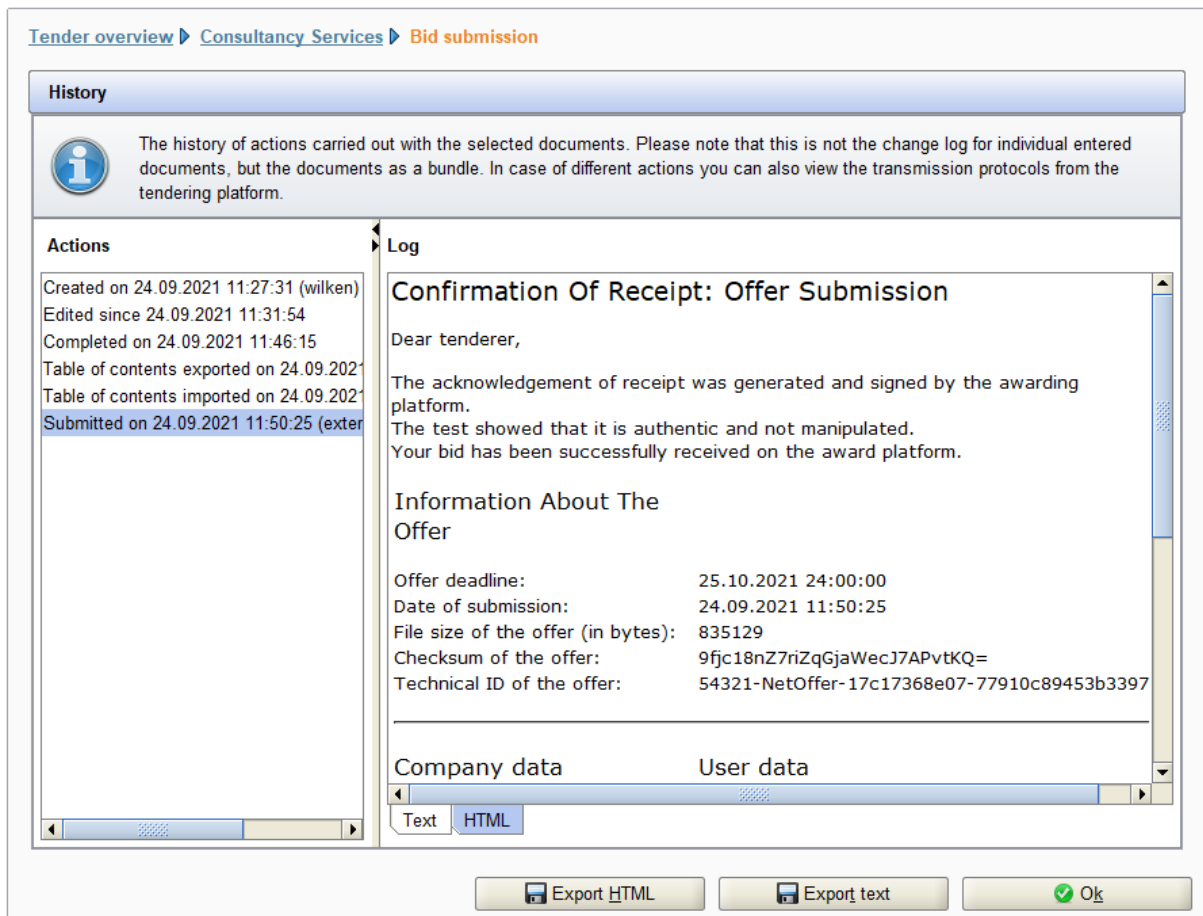 Tender overview Consultancy Services Bid submission
History
The history of actions carried out with the selected documents. Please note that this is not the change log for individual entered
documents, but the documents as a bundle. In case of different actions you can also view the transmission protocols from the
tendering platform.
Actions
Created on 24.09.2021 11:27:31 (wilken)
Edited since 24.09.2021 11:31:54
Completed on 24.09.2021 11:46:15
Table of contents exported on 24.09.2021
Table of contents imported on 24.09.2021
Submitted on 24.09.2021 11:50:25 (exter
Log
Confirmation Of Receipt: Offer Submission
Dear tenderer,
The acknowledgement of receipt was generated and signed by the awarding
platform.
The test showed that it is authentic and not manipulated.
Your bid has been successfully received on the award platform.
Information About The
Offer
Offer deadline: 25.10.2021 24:00:00
Date of submission: 24.09.2021 11:50:25
File size of the offer (in bytes): 835129
Checksum of the offer: 9fjc18nZ7riZqGjaWecJ7APvtKQ=
Technical ID of the offer: 54321-NetOffer-17c17368e07-77910c89453b3397
Company data User data
Text HTML
Export HTML Export text Ok